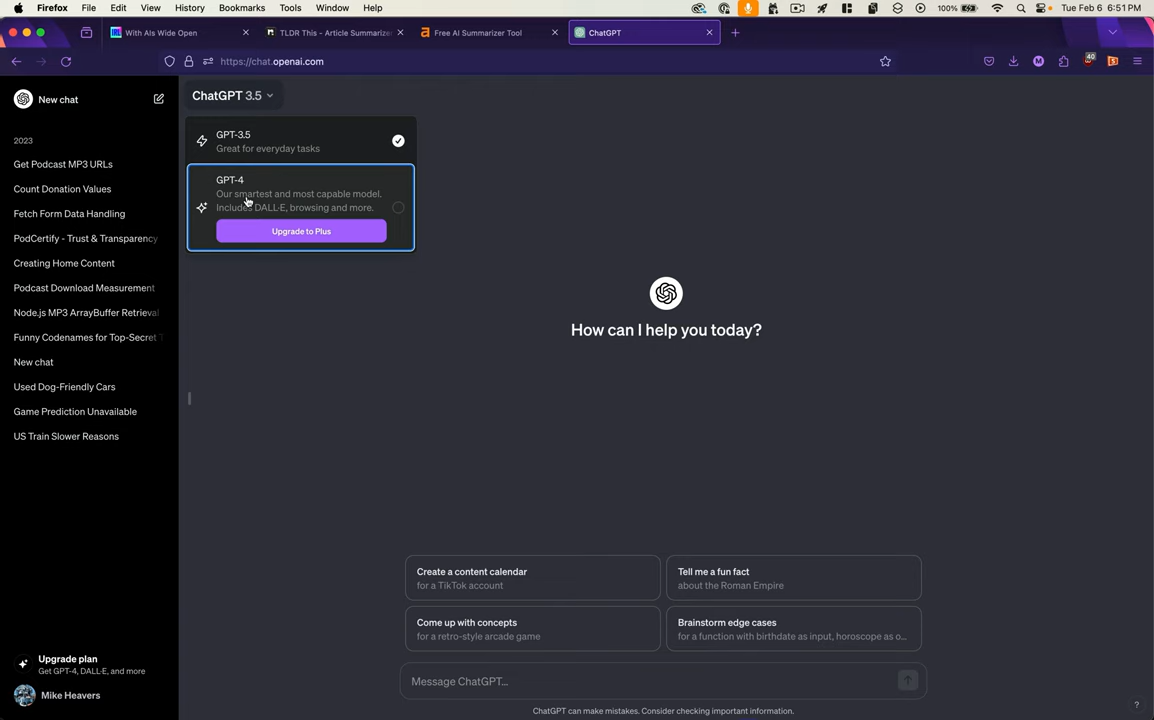 Firefox File Edit View History Bookmarks Tools Window Help
100% Tue Feb 6 6:51 PM
With AIs Wide Open
TLDR This - Article Summarizer
Free AI Summarizer Tool
ChatGPT
https://chat.openai.com
40
New chat
2023
Get Podcast MP3 URLs
Count Donation Values
Fetch Form Data Handling
PodCertify - Trust & Transparency
Creating Home Content
Podcast Download Measurement
Node.js MP3 ArrayBuffer Retrieval
Funny Codenames for Top-Secret
New chat
Used Dog-Friendly Cars
Game Prediction Unavailable
US Train Slower Reasons
Upgrade plan
Get GPT-4, DALL·E, and more
Mike Heavers
ChatGPT 3.5
GPT-3.5
Great for everyday tasks
GPT-4
Our smartest and most capable model.
Includes DALL·E, browsing and more.
Upgrade to Plus
How can I help you today?
Create a content calendar
for a TikTok account
Tell me a fun fact
about the Roman Empire
Come up with concepts
for a retro-style arcade game
Brainstorm edge cases
for a function with birthdate as input, horoscope as o...
Message ChatGPT...
ChatGPT can make mistakes. Consider checking important information.
?